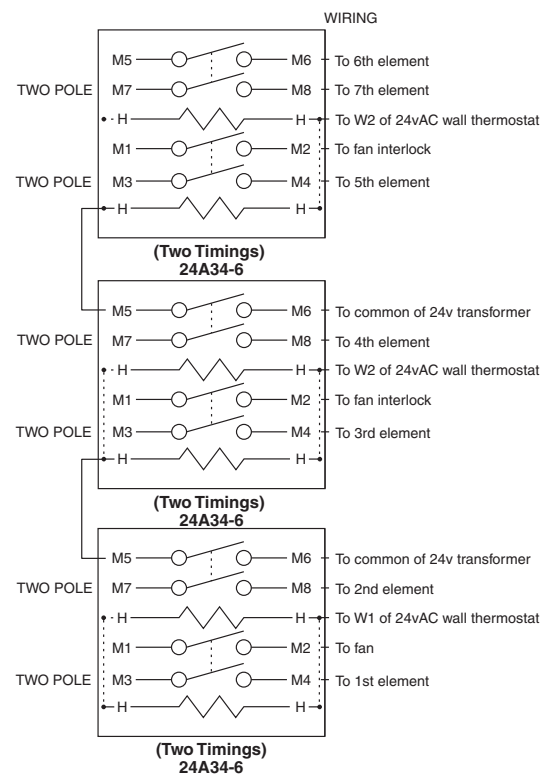 WIRING
M5 M6 To 6th element
TWO POLE M7 M8 To 7th element
H H To W2 of 24vAC wall thermostat
M1 M2 To fan interlock
TWO POLE M3 M4 To 5th element
H H
(Two Timings)
24A34-6
M5 M6 To common of 24v transformer
TWO POLE M7 M8 To 4th element
H H To W2 of 24vAC wall thermostat
M1 M2 To fan interlock
TWO POLE M3 M4 To 3rd element
H H
(Two Timings)
24A34-6
M5 M6 To common of 24v transformer
TWO POLE M7 M8 To 2nd element
H H To W1 of 24vAC wall thermostat
M1 M2 To fan
TWO POLE M3 M4 To 1st element
H H
(Two Timings)
24A34-6